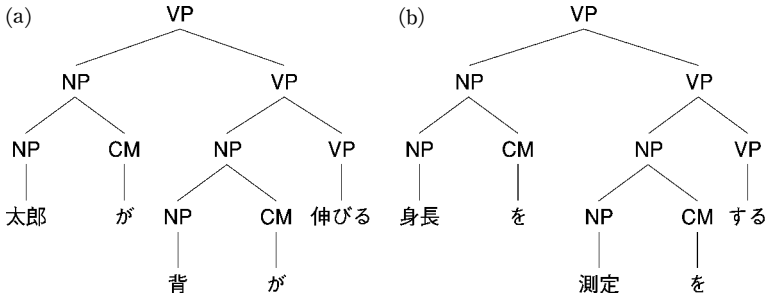 (a) VP (b) VP
NP VP NP VP
NP CM NP VP NP CM NP VP
太郎 が NP CM 伸びる 身長 を NP CM する
背 が 測定 を